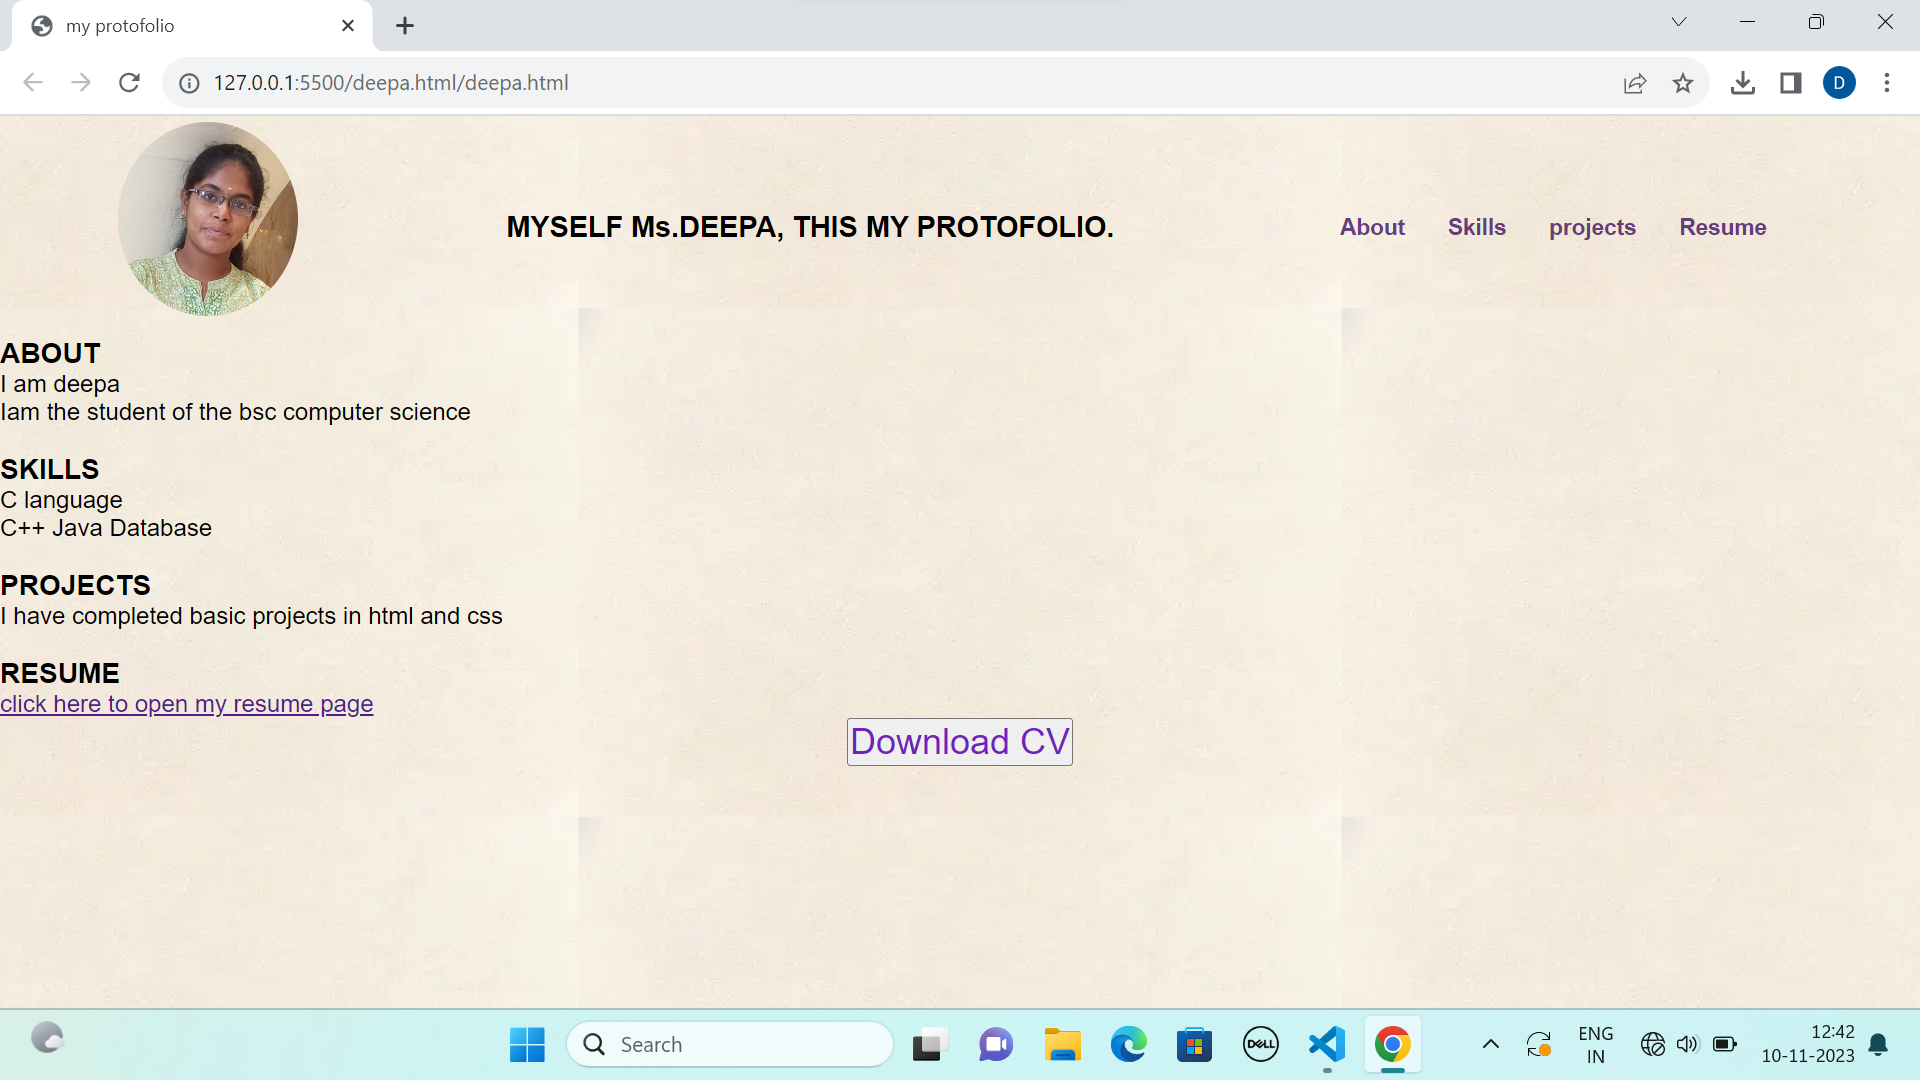 my protofolio
127.0.0.1:5500/deepa.html/deepa.html
D
MYSELF Ms.DEEPA, THIS MY PROTOFOLIO.
About Skills projects Resume
ABOUT
I am deepa
Iam the student of the bsc computer science
SKILLS
C language
C++ Java Database
PROJECTS
I have completed basic projects in html and css
RESUME
click here to open my resume page
Download CV
Search
DELL
ENG
IN
12:42
10-11-2023